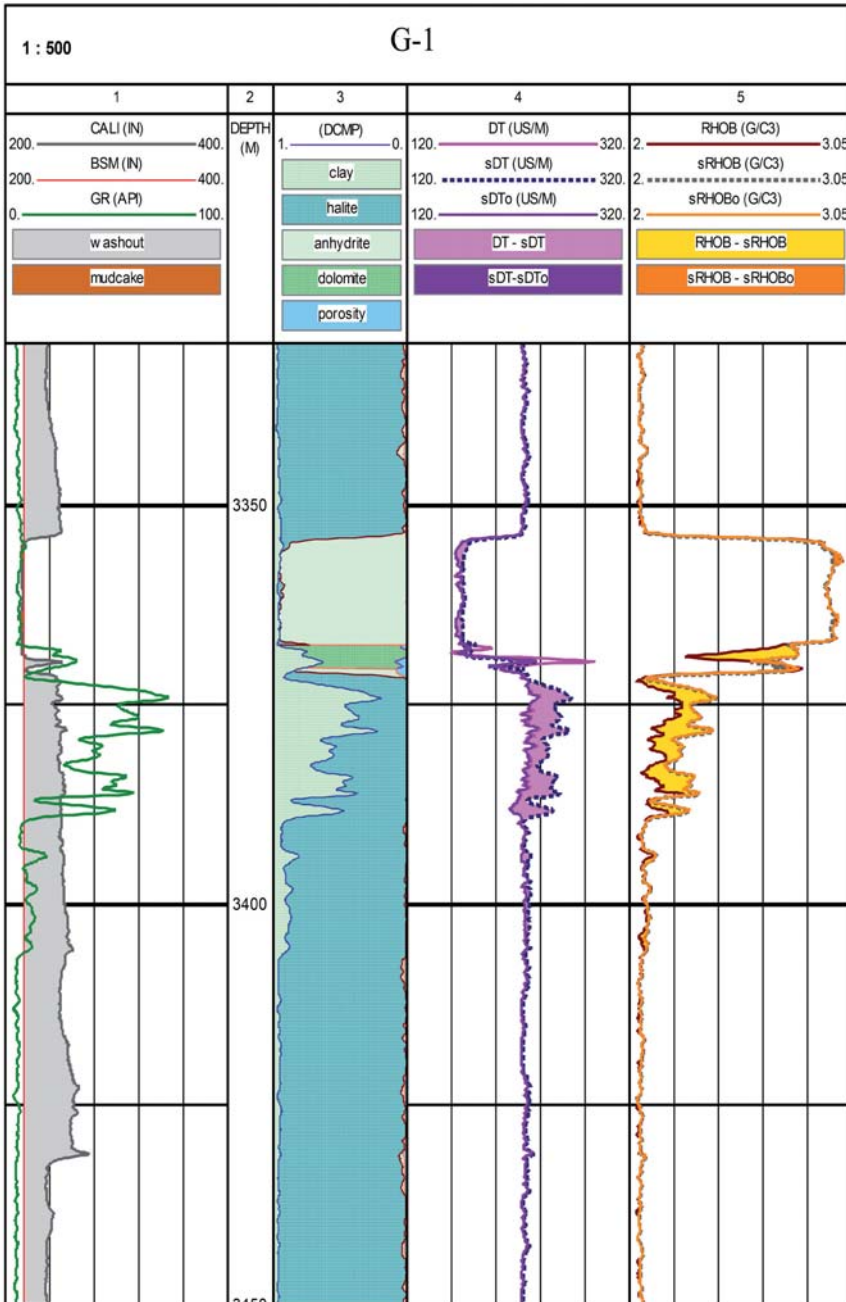 G-1
1 : 500
1 2 3 4 5
CALI (IN)
200. 400.
BSM (IN)
200. 400.
GR (API)
0. 100.
washout
mudcake
DEPTH
(M)
(DCMP)
1. 0.
clay
halite
anhydrite
dolomite
porosity
DT (US/M)
120. 320.
sDT (US/M)
120. 320.
sDTo (US/M)
120. 320.
DT - sDT
sDT-sDTo
RHOB (G/C3)
2. 3.05
sRHOB (G/C3)
2. 3.05
sRHOBo (G/C3)
2. 3.05
RHOB - sRHOB
sRHOB - sRHOBo
3350
3400
3450